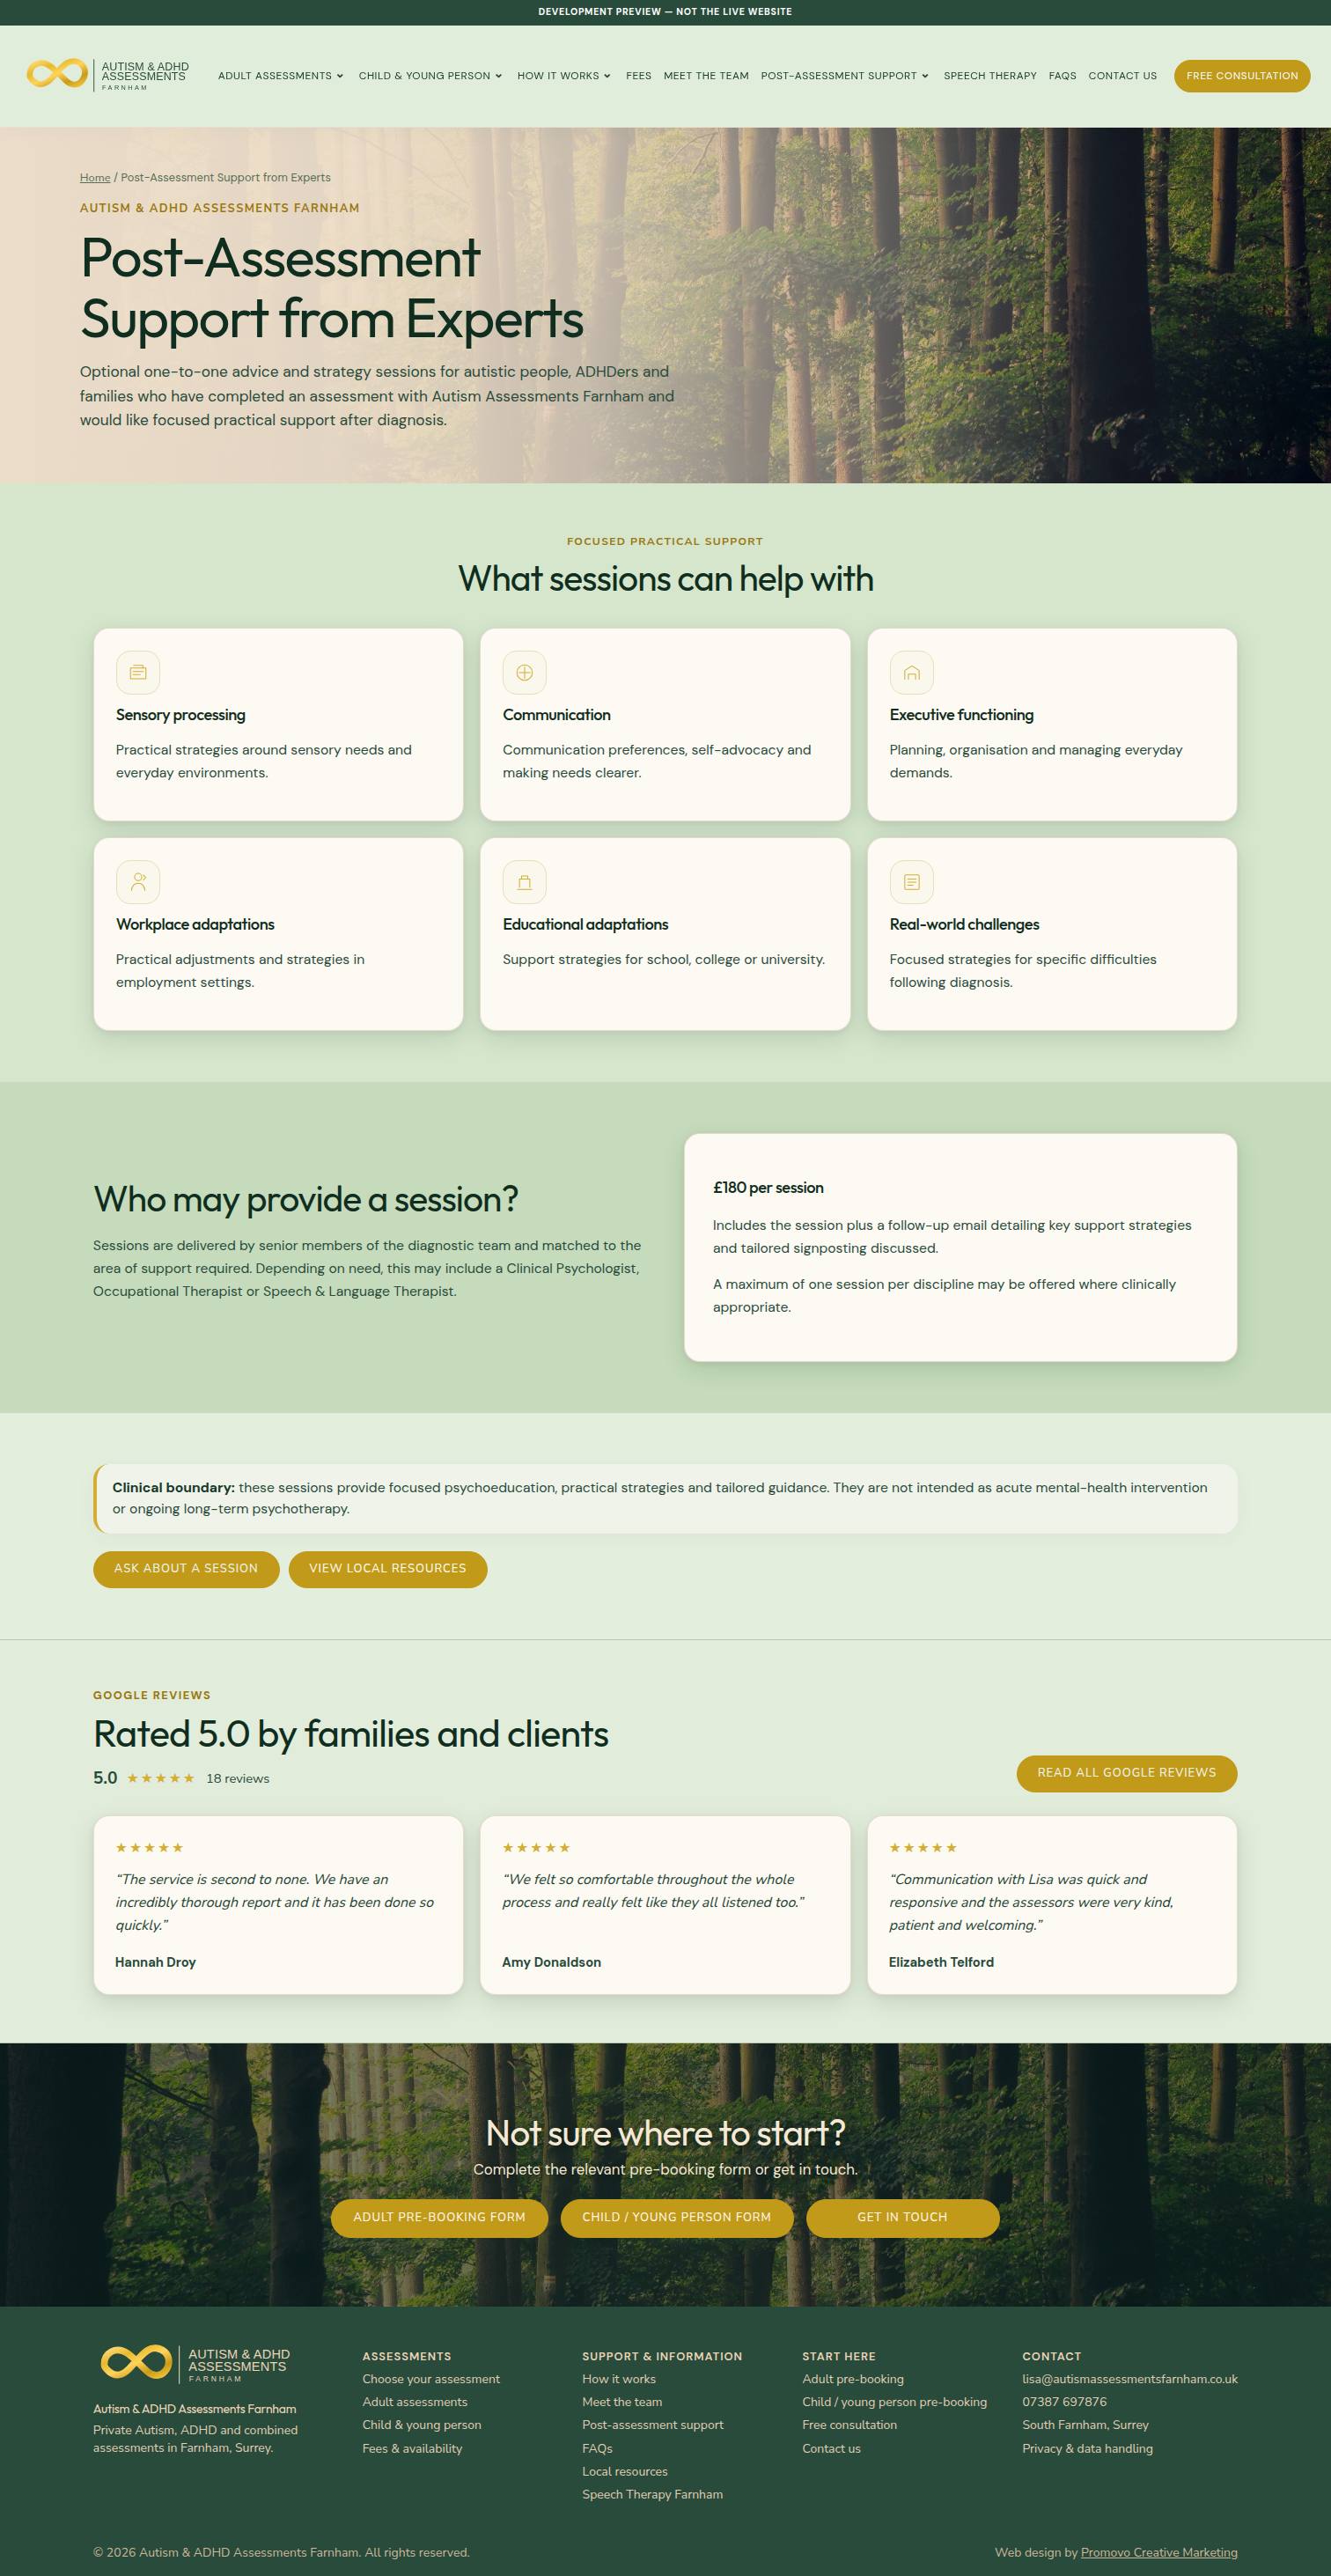 DEVELOPMENT PREVIEW — NOT THE LIVE WEBSITE
AUTISM & ADHD
ASSESSMENTS
FARNHAM
ADULT ASSESSMENTS
CHILD & YOUNG PERSON
HOW IT WORKS
FEES
MEET THE TEAM
POST-ASSESSMENT SUPPORT
SPEECH THERAPY
FAQS
CONTACT US
FREE CONSULTATION
Home / Post-Assessment Support from Experts
AUTISM & ADHD ASSESSMENTS FARNHAM
Post-Assessment
Support from Experts
Optional one-to-one advice and strategy sessions for autistic people, ADHDers and
families who have completed an assessment with Autism Assessments Farnham and
would like focused practical support after diagnosis.
FOCUSED PRACTICAL SUPPORT
What sessions can help with
Sensory processing
Practical strategies around sensory needs and
everyday environments.
Communication
Communication preferences, self-advocacy and
making needs clearer.
Executive functioning
Planning, organisation and managing everyday
demands.
Workplace adaptations
Practical adjustments and strategies in
employment settings.
Educational adaptations
Support strategies for school, college or university.
Real-world challenges
Focused strategies for specific difficulties
following diagnosis.
Who may provide a session?
Sessions are delivered by senior members of the diagnostic team and matched to the
area of support required. Depending on need, this may include a Clinical Psychologist,
Occupational Therapist or Speech & Language Therapist.
£180 per session
Includes the session plus a follow-up email detailing key support strategies
and tailored signposting discussed.
A maximum of one session per discipline may be offered where clinically
appropriate.
Clinical boundary: these sessions provide focused psychoeducation, practical strategies and tailored guidance. They are not intended as acute mental-health intervention
or ongoing long-term psychotherapy.
ASK ABOUT A SESSION
VIEW LOCAL RESOURCES
GOOGLE REVIEWS
Rated 5.0 by families and clients
5.0 ★★★★★ 18 reviews
READ ALL GOOGLE REVIEWS
★★★★★
“The service is second to none. We have an
incredibly thorough report and it has been done so
quickly.”
Hannah Droy
★★★★★
“We felt so comfortable throughout the whole
process and really felt like they all listened too.”
Amy Donaldson
★★★★★
“Communication with Lisa was quick and
responsive and the assessors were very kind,
patient and welcoming.”
Elizabeth Telford
Not sure where to start?
Complete the relevant pre-booking form or get in touch.
ADULT PRE-BOOKING FORM
CHILD / YOUNG PERSON FORM
GET IN TOUCH
AUTISM & ADHD
ASSESSMENTS
FARNHAM
Autism & ADHD Assessments Farnham
Private Autism, ADHD and combined
assessments in Farnham, Surrey.
ASSESSMENTS
Choose your assessment
Adult assessments
Child & young person
Fees & availability
SUPPORT & INFORMATION
How it works
Meet the team
Post-assessment support
FAQs
Local resources
Speech Therapy Farnham
START HERE
Adult pre-booking
Child / young person pre-booking
Free consultation
Contact us
CONTACT
lisa@autismassessmentsfarnham.co.uk
07387 697876
South Farnham, Surrey
Privacy & data handling
© 2026 Autism & ADHD Assessments Farnham. All rights reserved.
Web design by Promovo Creative Marketing